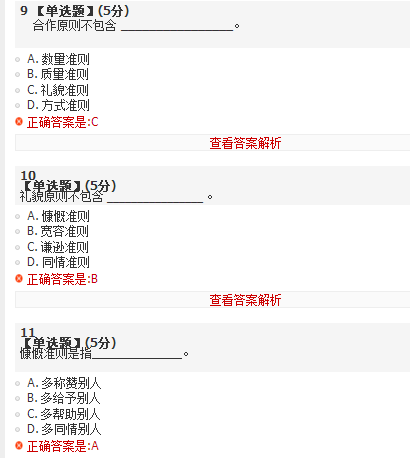 9 【单选题】(5分)
合作原则不包含 __________________。
A. 数量准则
B. 质量准则
C. 礼貌准则
D. 方式准则
正确答案是:C
查看答案解析
10
【单选题】(5分)
礼貌原则不包含 ________________ 。
A. 慷慨准则
B. 宽容准则
C. 谦逊准则
D. 同情准则
正确答案是:B
查看答案解析
11
【单选题】(5分)
慷慨准则是指_______________。
A. 多称赞别人
B. 多给予别人
C. 多帮助别人
D. 多同情别人
正确答案是:A